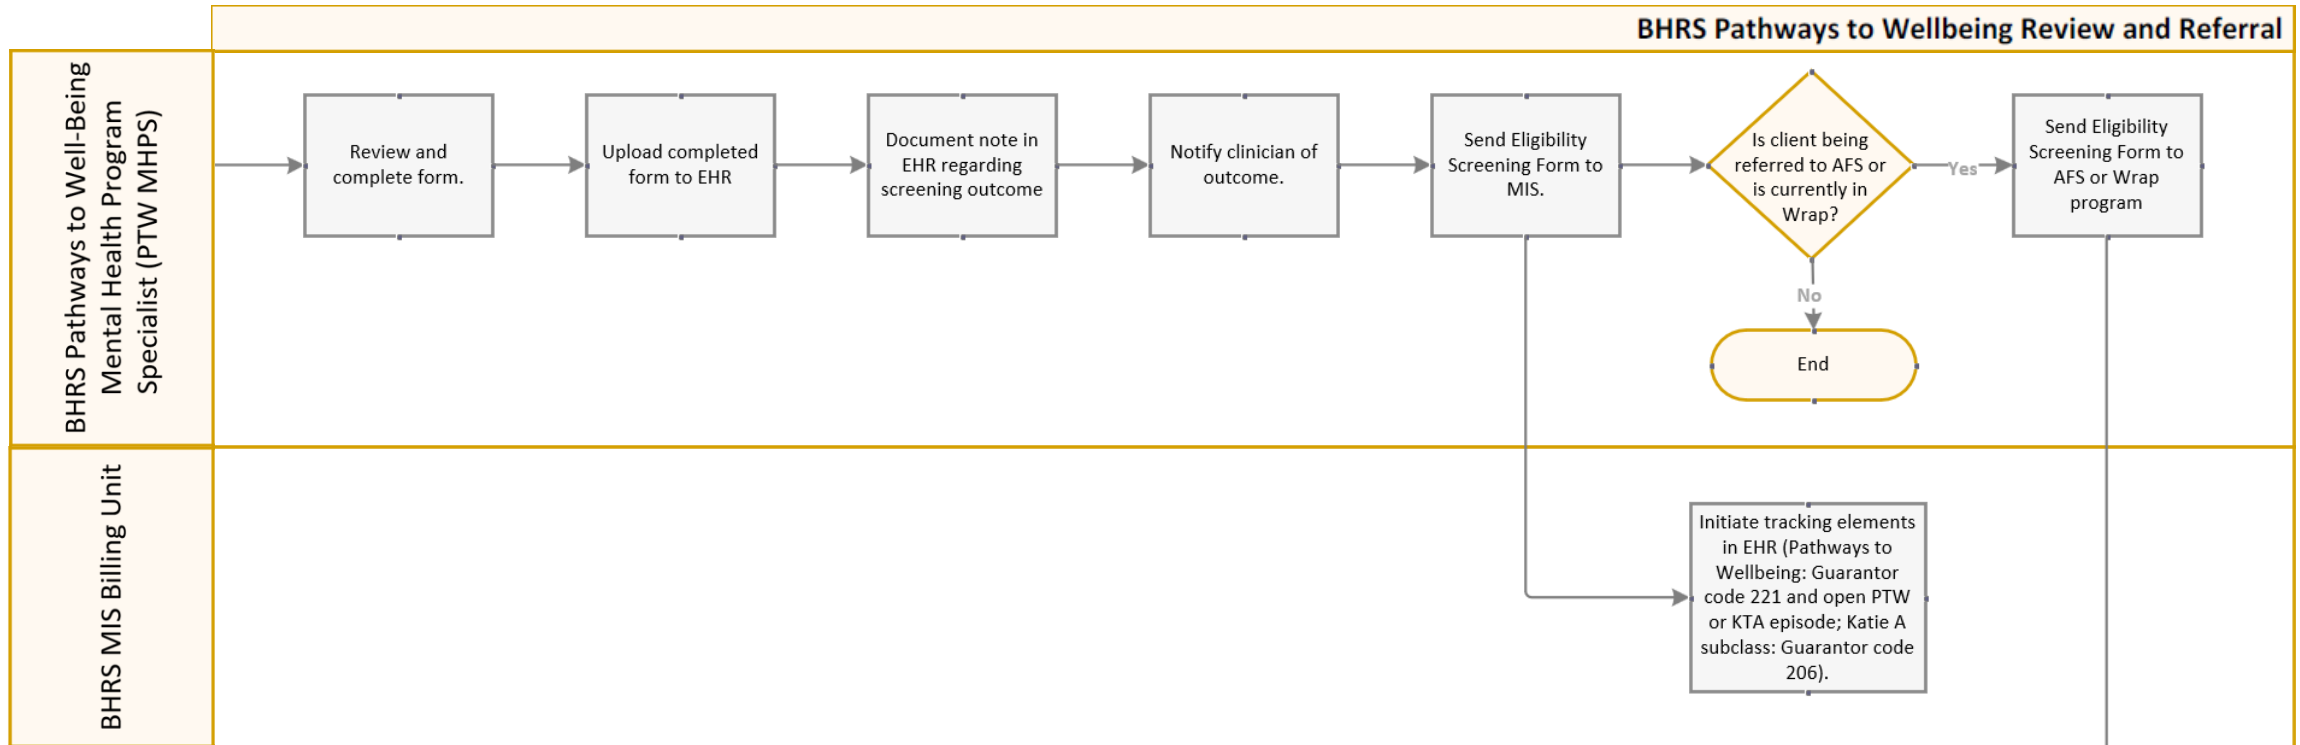 BHRS Pathways to Wellbeing Review and Referral
BHRS Pathways to Well-Being
Mental Health Program
Specialist (PTW MHPS)
Review and
complete form.
Upload completed
form to EHR
Document note in
EHR regarding
screening outcome
Notify clinician of
outcome.
Send Eligibility
Screening Form to
MIS.
Is client being
referred to AFS or
is currently in
Wrap?
Yes
Send Eligibility
Screening Form to
AFS or Wrap
program
No
End
BHRS MIS Billing Unit
Initiate tracking elements
in EHR (Pathways to
Wellbeing: Guarantor
code 221 and open PTW
or KTA episode; Katie A
subclass: Guarantor code
206).